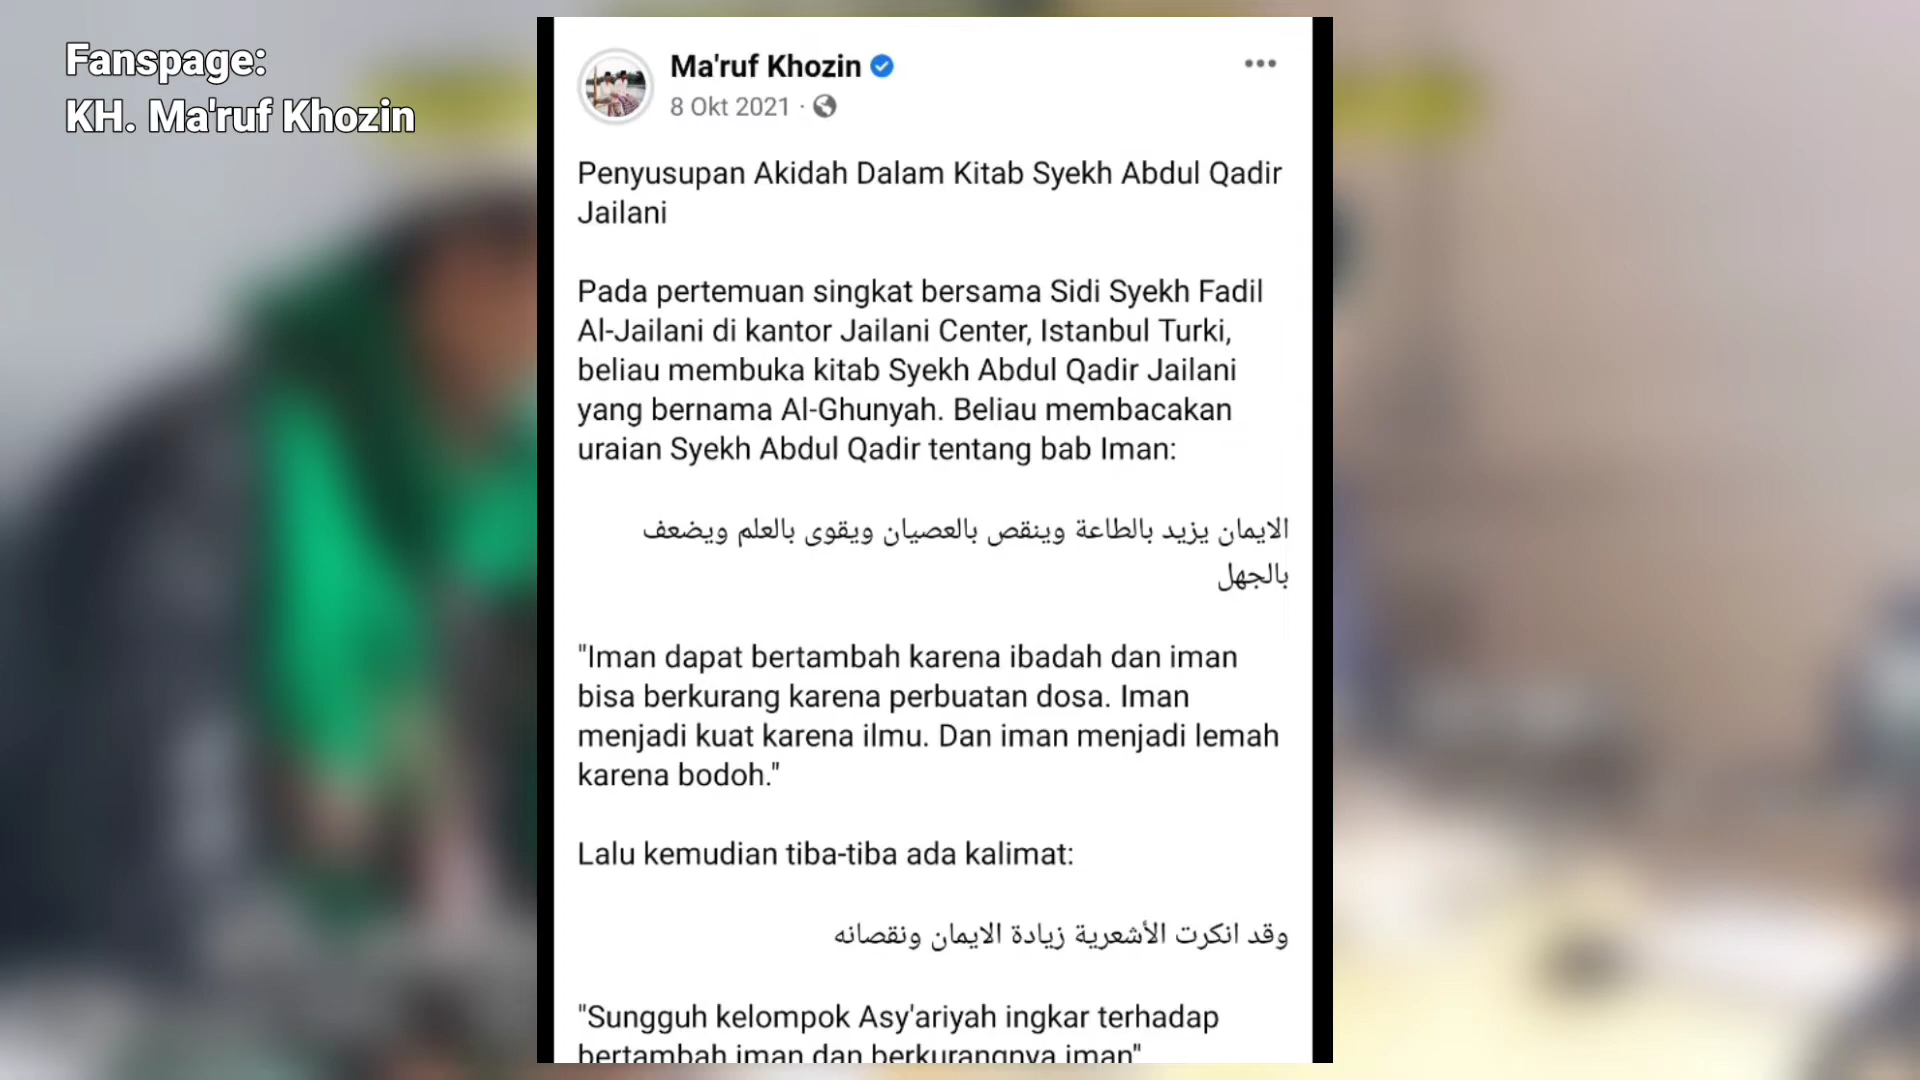 Fanspage:
KH. Ma'ruf Khozin
Ma'ruf Khozin
8 Okt 2021 ·
Penyusupan Akidah Dalam Kitab Syekh Abdul Qadir
Jailani
Pada pertemuan singkat bersama Sidi Syekh Fadil
Al-Jailani di kantor Jailani Center, Istanbul Turki,
beliau membuka kitab Syekh Abdul Qadir Jailani
yang bernama Al-Ghunyah. Beliau membacakan
uraian Syekh Abdul Qadir tentang bab Iman:
الايمان يزيد بالطاعة وينقص بالعصيان ويقوى بالعلم ويضعف
بالجهل
"Iman dapat bertambah karena ibadah dan iman
bisa berkurang karena perbuatan dosa. Iman
menjadi kuat karena ilmu. Dan iman menjadi lemah
karena bodoh."
Lalu kemudian tiba-tiba ada kalimat:
وقد انكرت الأشعرية زيادة الايمان ونقصانه
"Sungguh kelompok Asy'ariyah ingkar terhadap
bertambah iman dan berkurangnya iman"